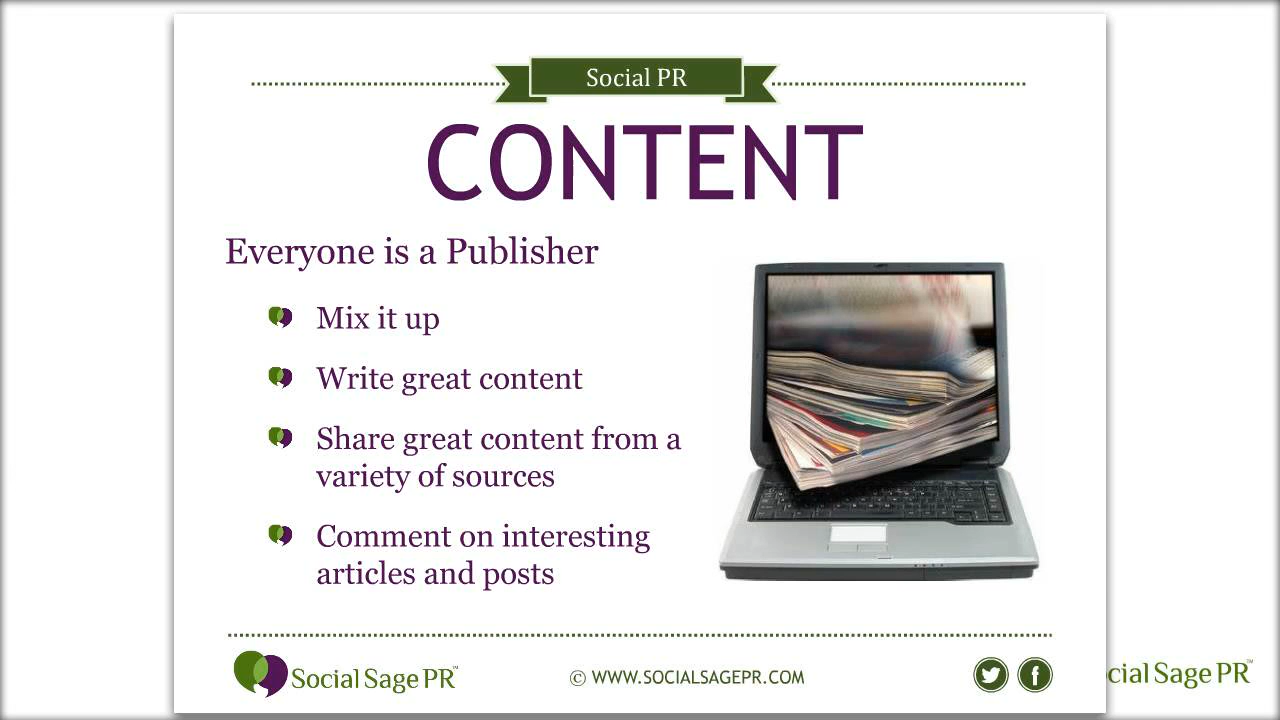 Social PR
CONTENT
Everyone is a Publisher
Mix it up
Write great content
Share great content from a
variety of sources
Comment on interesting
articles and posts
Social Sage PR™
© WWW.SOCIALSAGEPR.COM
cial Sage PR™